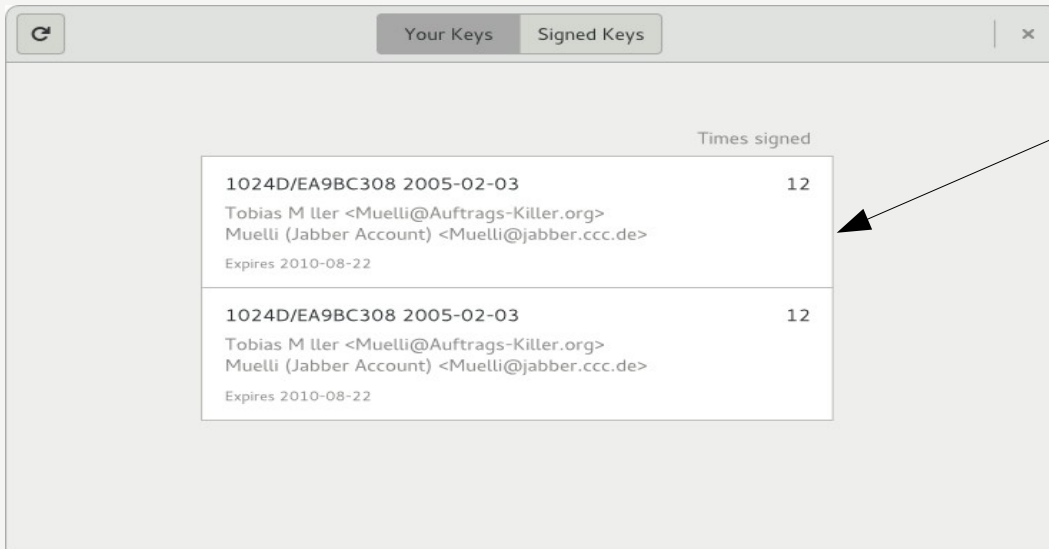 Your Keys Signed Keys
Times signed
1024D/EA9BC308 2005-02-03 12
Tobias M ller <Muelli@Auftrags-Killer.org>
Muelli (Jabber Account) <Muelli@jabber.ccc.de>
Expires 2010-08-22
1024D/EA9BC308 2005-02-03 12
Tobias M ller <Muelli@Auftrags-Killer.org>
Muelli (Jabber Account) <Muelli@jabber.ccc.de>
Expires 2010-08-22